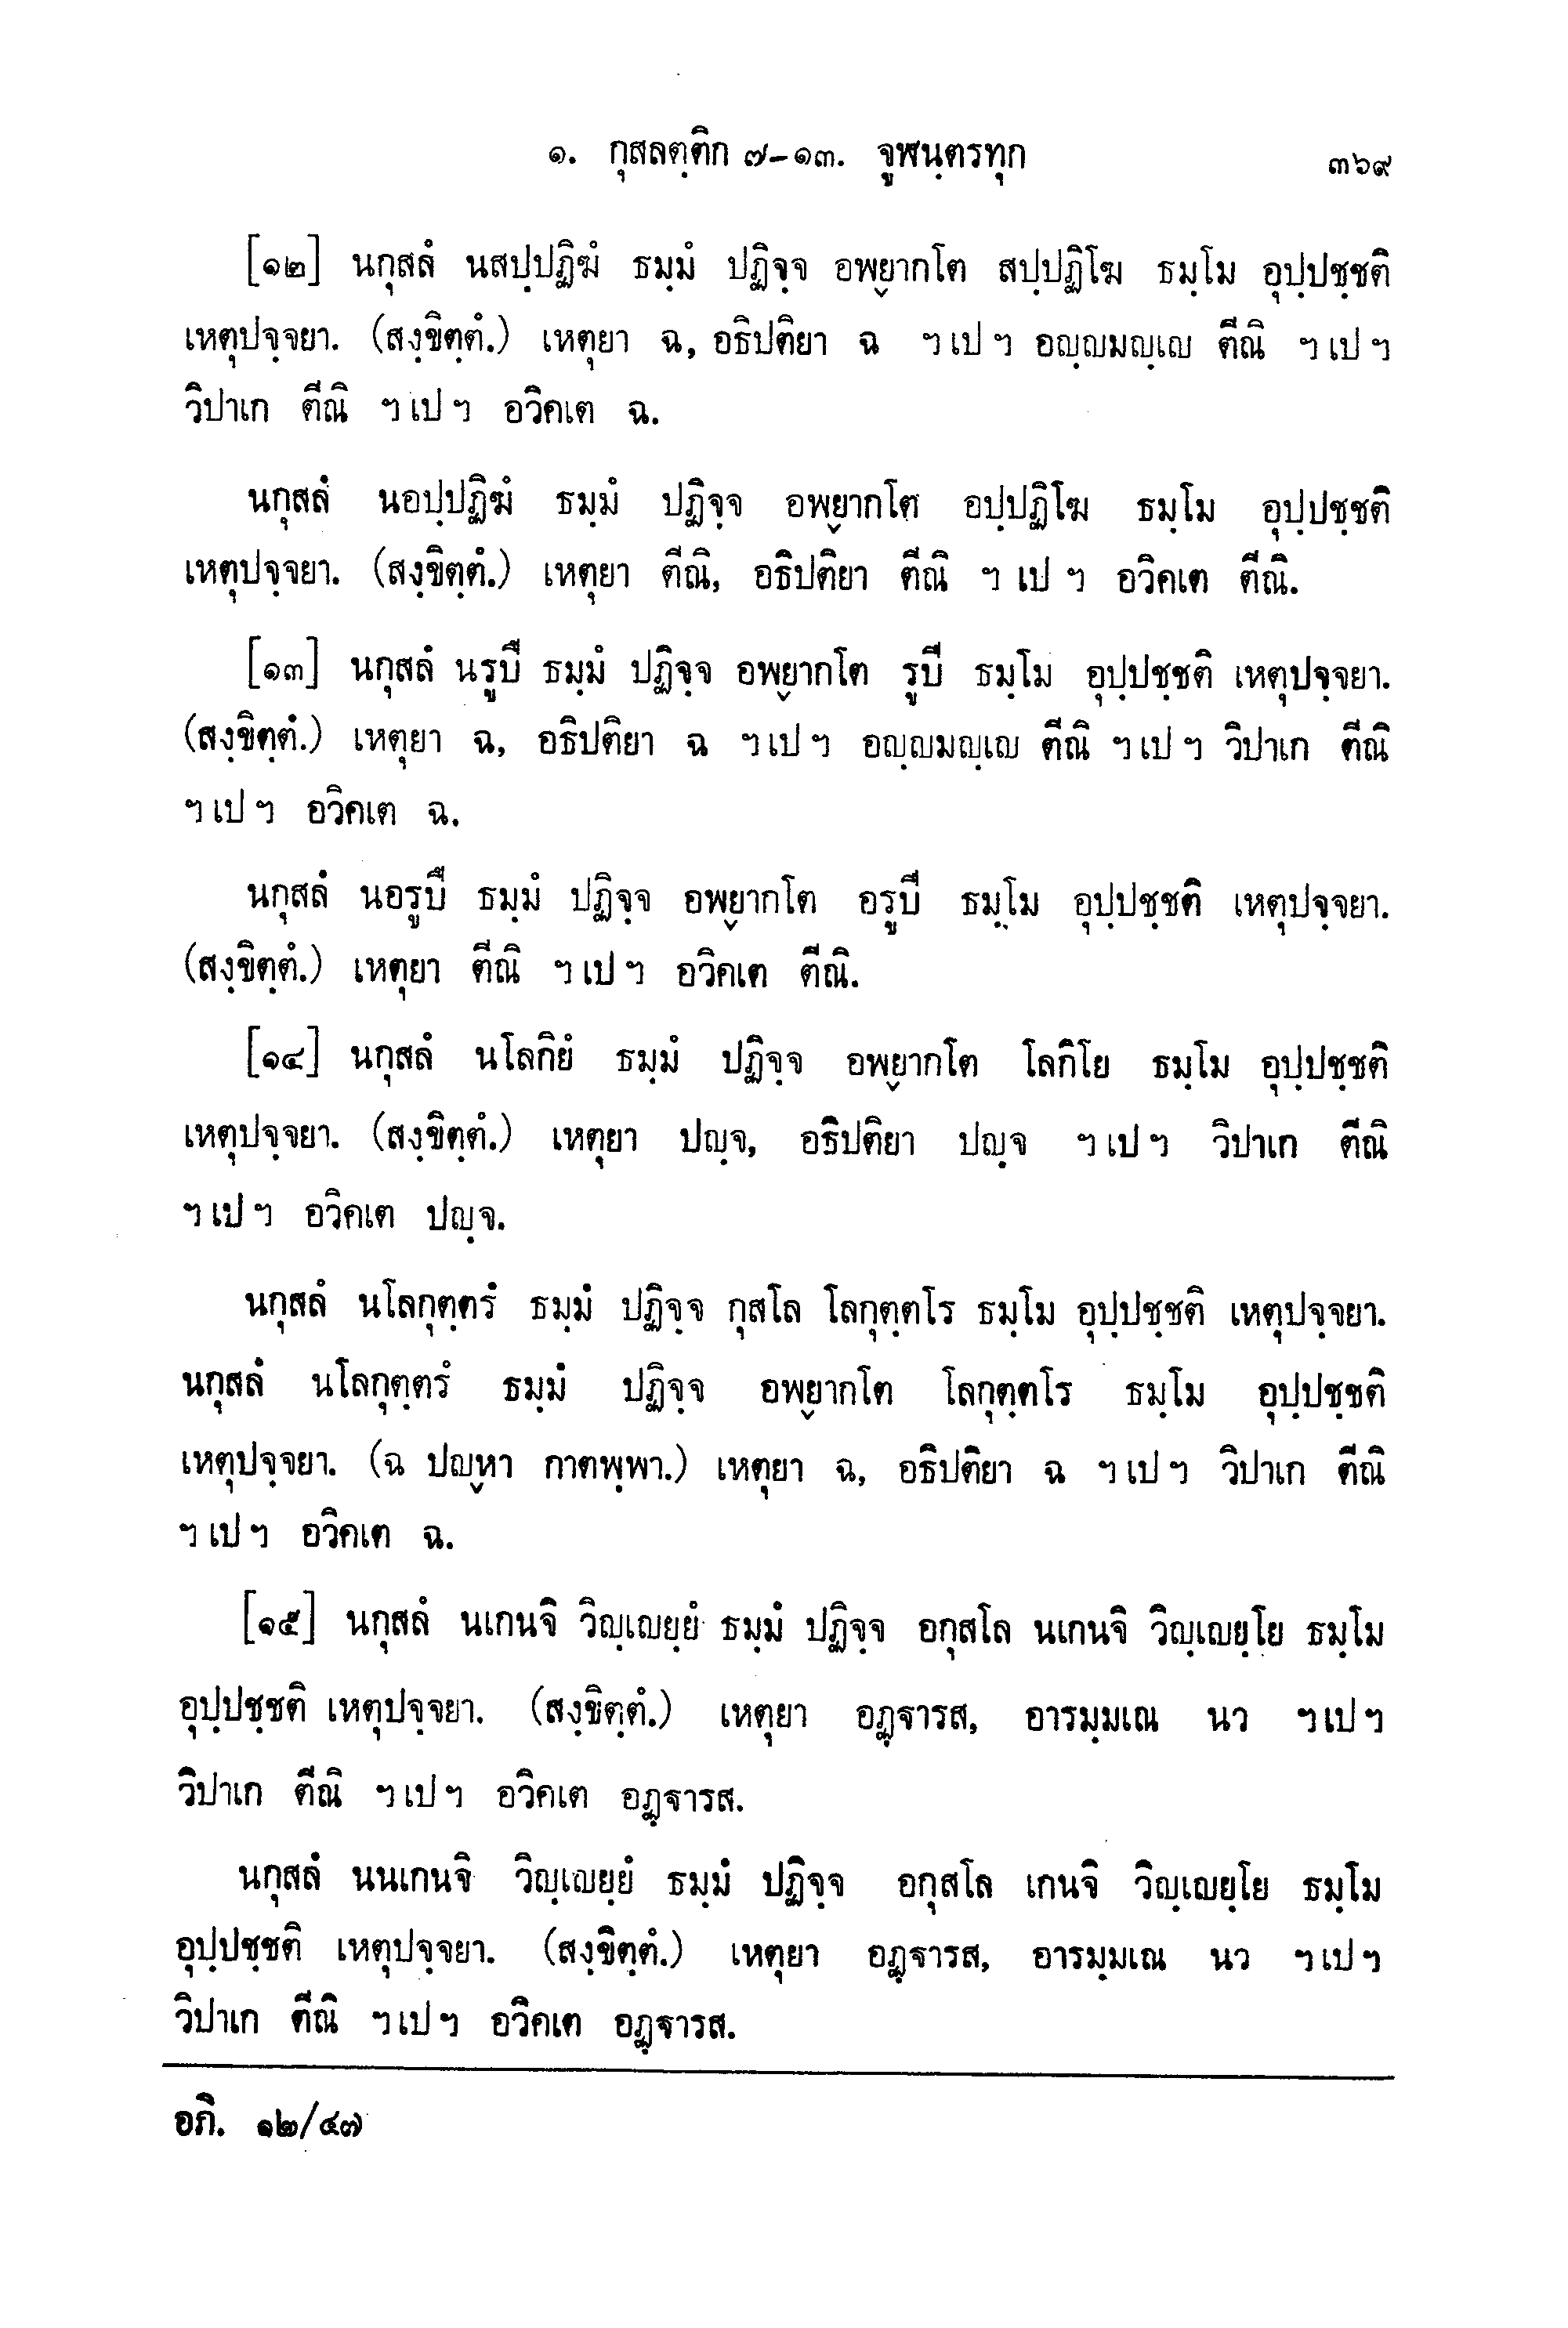 ๑. กุสลตฺติก ๗-๑๓. จูฬนฺตรทุก ๓๖๙
[๑๒] นกุสลํ นสปฺปฏิฆํ ธมฺมํ ปฏิจฺจ อพฺยากโต สปฺปฏิโฆ ธมฺโม อุปฺปชฺชติ
เหตุปจฺจยา. (สงฺขิตฺตํ.) เหตุยา ฉ, อธิปติยา ฉ ฯ เป ฯ อญฺญมญฺเญ ตีณิ ฯ เป ฯ
วิปาเก ตีณิ ฯ เป ฯ อวิคเต ฉ.
นกุสลํ นอปฺปฏิฆํ ธมฺมํ ปฏิจฺจ อพฺยากโต อปฺปฏิโฆ ธมฺโม อุปฺปชฺชติ
เหตุปจฺจยา. (สงฺขิตฺตํ.) เหตุยา ตีณิ, อธิปติยา ตีณิ ฯ เป ฯ อวิคเต ตีณิ.
[๑๓] นกุสลํ นรูปี ธมฺมํ ปฏิจฺจ อพฺยากโต รูปี ธมฺโม อุปฺปชฺชติ เหตุปจฺจยา.
(สงฺขิตฺตํ.) เหตุยา ฉ, อธิปติยา ฉ ฯ เป ฯ อญฺญมญฺเญ ตีณิ ฯ เป ฯ วิปาเก ตีณิ
ฯ เป ฯ อวิคเต ฉ.
นกุสลํ นอรูปี ธมฺมํ ปฏิจฺจ อพฺยากโต อรูปี ธมฺโม อุปฺปชฺชติ เหตุปจฺจยา.
(สงฺขิตฺตํ.) เหตุยา ตีณิ ฯ เป ฯ อวิคเต ตีณิ.
[๑๔] นกุสลํ นโลกิยํ ธมฺมํ ปฏิจฺจ อพฺยากโต โลกิโย ธมฺโม อุปฺปชฺชติ
เหตุปจฺจยา. (สงฺขิตฺตํ.) เหตุยา ปญฺจ, อธิปติยา ปญฺจ ฯ เป ฯ วิปาเก ตีณิ
ฯ เป ฯ อวิคเต ปญฺจ.
นกุสลํ นโลกุตฺตรํ ธมฺมํ ปฏิจฺจ กุสโล โลกุตฺตโร ธมฺโม อุปฺปชฺชติ เหตุปจฺจยา.
นกุสลํ นโลกุตฺตรํ ธมฺมํ ปฏิจฺจ อพฺยากโต โลกุตฺตโร ธมฺโม อุปฺปชฺชติ
เหตุปจฺจยา. (ฉ ปญฺหา กาตพฺพา.) เหตุยา ฉ, อธิปติยา ฉ ฯ เป ฯ วิปาเก ตีณิ
ฯ เป ฯ อวิคเต ฉ.
[๑๕] นกุสลํ นเกนจิ วิญฺเญยฺยํ ธมฺมํ ปฏิจฺจ อกุสโล นเกนจิ วิญฺเญยฺโย ธมฺโม
อุปฺปชฺชติ เหตุปจฺจยา. (สงฺขิตฺตํ.) เหตุยา อฏฺฐารส, อารมฺมเณ นว ฯ เป ฯ
วิปาเก ตีณิ ฯ เป ฯ อวิคเต อฏฺฐารส.
นกุสลํ นนเกนจิ วิญฺเญยฺยํ ธมฺมํ ปฏิจฺจ อกุสโล เกนจิ วิญฺเญยฺโย ธมฺโม
อุปฺปชฺชติ เหตุปจฺจยา. (สงฺขิตฺตํ.) เหตุยา อฏฺฐารส, อารมฺมเณ นว ฯ เป ฯ
วิปาเก ตีณิ ฯ เป ฯ อวิคเต อฏฺฐารส.
อภิ. ๑๒/๔๗